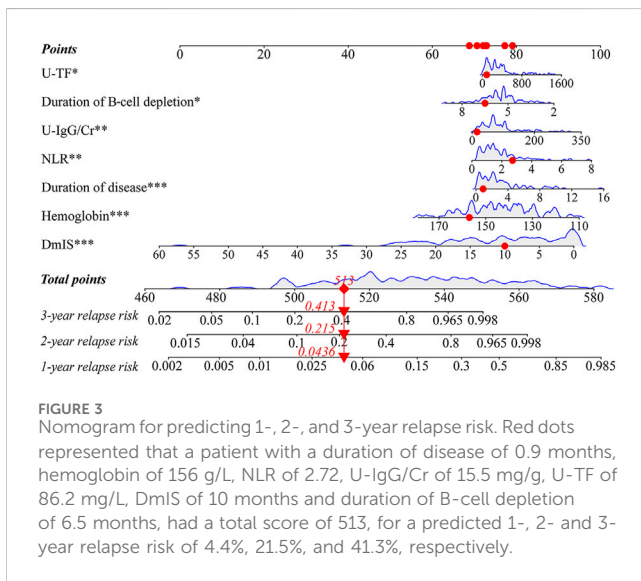 Points
0 20 40 60 80 100
U-TF*
0 800 1600
Duration of B-cell depletion*
8 5 2
U-IgG/Cr**
0 200 350
NLR**
0 2 4 6 8
Duration of disease***
0 4 8 12 16
Hemoglobin***
170 150 130 110
DmIS***
60 55 50 45 40 35 30 25 20 15 10 5 0
Total points
513
460 480 500 520 540 560 580
0.413
3-year relapse risk
0.02 0.05 0.1 0.2 0.4 0.8 0.965 0.998
0.215
2-year relapse risk
0.015 0.04 0.1 0.2 0.4 0.8 0.965 0.998
0.0436
1-year relapse risk
0.002 0.005 0.01 0.025 0.06 0.15 0.3 0.5 0.85 0.985
FIGURE 3
Nomogram for predicting 1-, 2-, and 3-year relapse risk. Red dots
represented that a patient with a duration of disease of 0.9 months,
hemoglobin of 156 g/L, NLR of 2.72, U-IgG/Cr of 15.5 mg/g, U-TF of
86.2 mg/L, DmIS of 10 months and duration of B-cell depletion
of 6.5 months, had a total score of 513, for a predicted 1-, 2- and 3-
year relapse risk of 4.4%, 21.5%, and 41.3%, respectively.